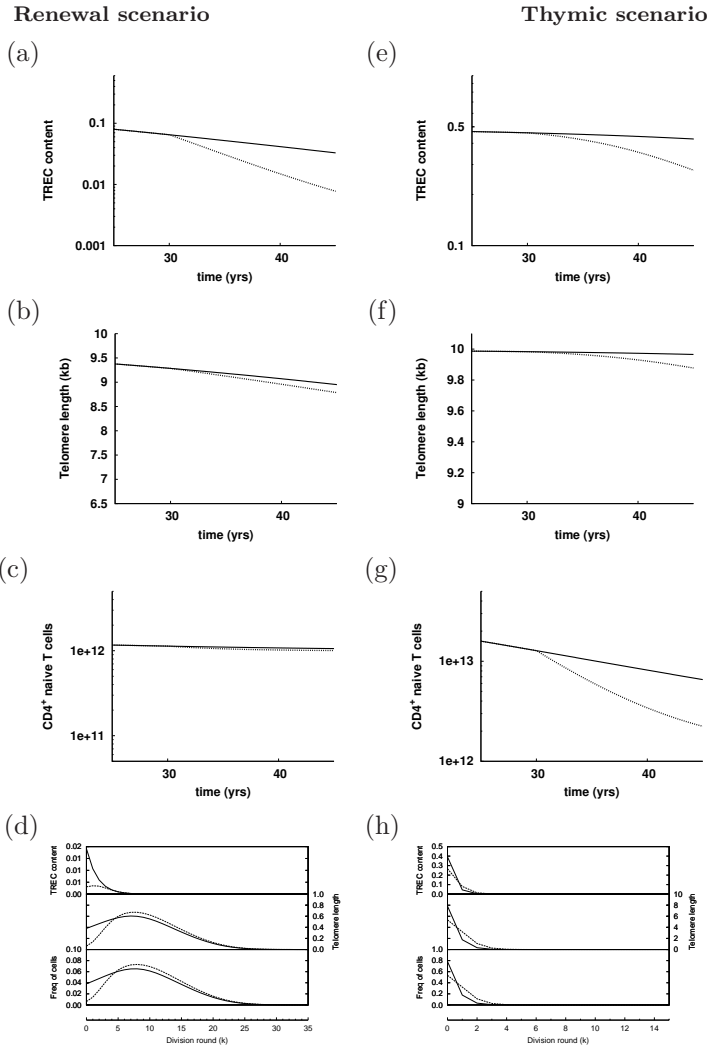 Renewal scenario
Thymic scenario
(a)
TREC content
0.1
0.01
0.001
30
40
time (yrs)
(e)
TREC content
0.5
0.1
30
40
time (yrs)
(b)
Telomere length (kb)
10
9.5
9
8.5
8
7.5
7
6.5
30
40
time (yrs)
(f)
Telomere length (kb)
10
9.8
9.6
9.4
9.2
9
30
40
time (yrs)
(c)
CD4+ naive T cells
1e+12
1e+11
30
40
time (yrs)
(g)
CD4+ naive T cells
1e+13
1e+12
30
40
time (yrs)
(d)
TREC content
0.02
0.01
0.01
0.00
Telomere length
1.0
0.8
0.6
0.4
0.2
0.0
Freq of cells
0.10
0.08
0.06
0.04
0.02
0.00
0 5 10 15 20 25 30 35
Division round (k)
(h)
TREC content
0.5
0.4
0.3
0.2
0.1
0.0
Telomere length
10
8
6
4
2
0
Freq of cells
1.0
0.8
0.6
0.4
0.2
0.0
0 2 4 6 8 10 12 14
Division round (k)